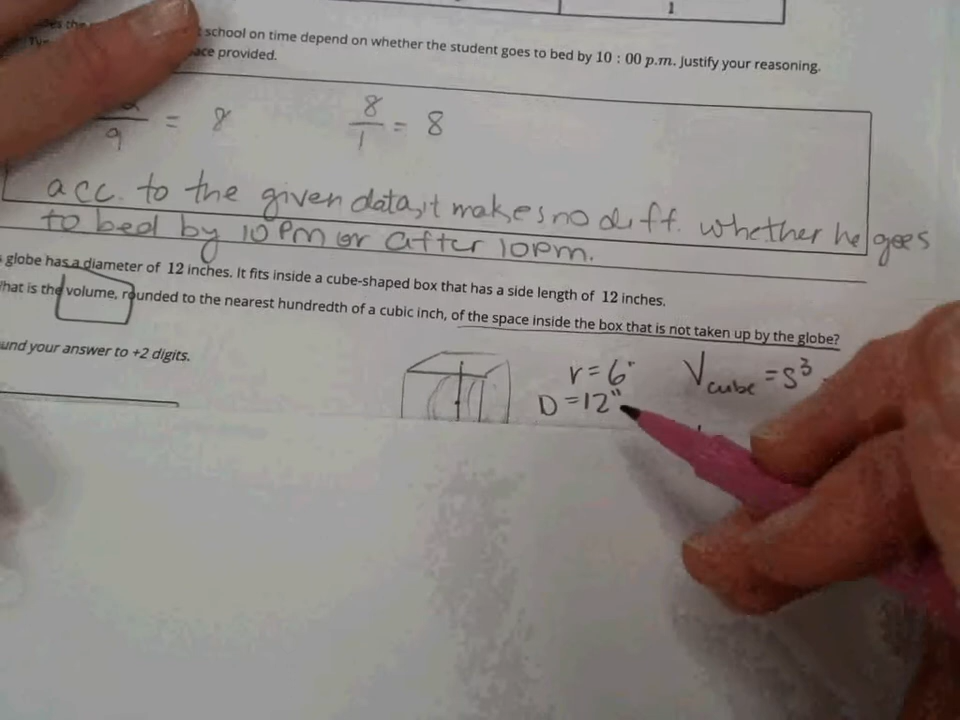 1
school on time depend on whether the student goes to bed by 10 : 00 p.m. Justify your reasoning.
provided.
9 = 8
8/1 = 8
acc. to the given data, it makes no diff. whether he goes
to bed by 10 PM or after 10pm.
globe has a diameter of 12 inches. It fits inside a cube-shaped box that has a side length of 12 inches.
hat is the volume, rounded to the nearest hundredth of a cubic inch, of the space inside the box that is not taken up by the globe?
und your answer to +2 digits.
r = 6"
V cube = s³
D = 12"